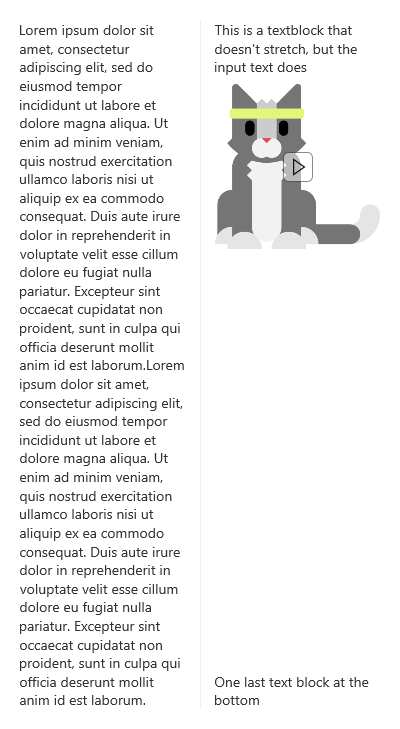 Lorem ipsum dolor sit
amet, consectetur
adipiscing elit, sed do
eiusmod tempor
incididunt ut labore et
dolore magna aliqua. Ut
enim ad minim veniam,
quis nostrud exercitation
ullamco laboris nisi ut
aliquip ex ea commodo
consequat. Duis aute irure
dolor in reprehenderit in
voluptate velit esse cillum
dolore eu fugiat nulla
pariatur. Excepteur sint
occaecat cupidatat non
proident, sunt in culpa qui
officia deserunt mollit
anim id est laborum.Lorem
ipsum dolor sit amet,
consectetur adipiscing elit,
sed do eiusmod tempor
incididunt ut labore et
dolore magna aliqua. Ut
enim ad minim veniam,
quis nostrud exercitation
ullamco laboris nisi ut
aliquip ex ea commodo
consequat. Duis aute irure
dolor in reprehenderit in
voluptate velit esse cillum
dolore eu fugiat nulla
pariatur. Excepteur sint
occaecat cupidatat non
proident, sunt in culpa qui
officia deserunt mollit
anim id est laborum.
This is a textblock that
doesn't stretch, but the
input text does
One last text block at the
bottom